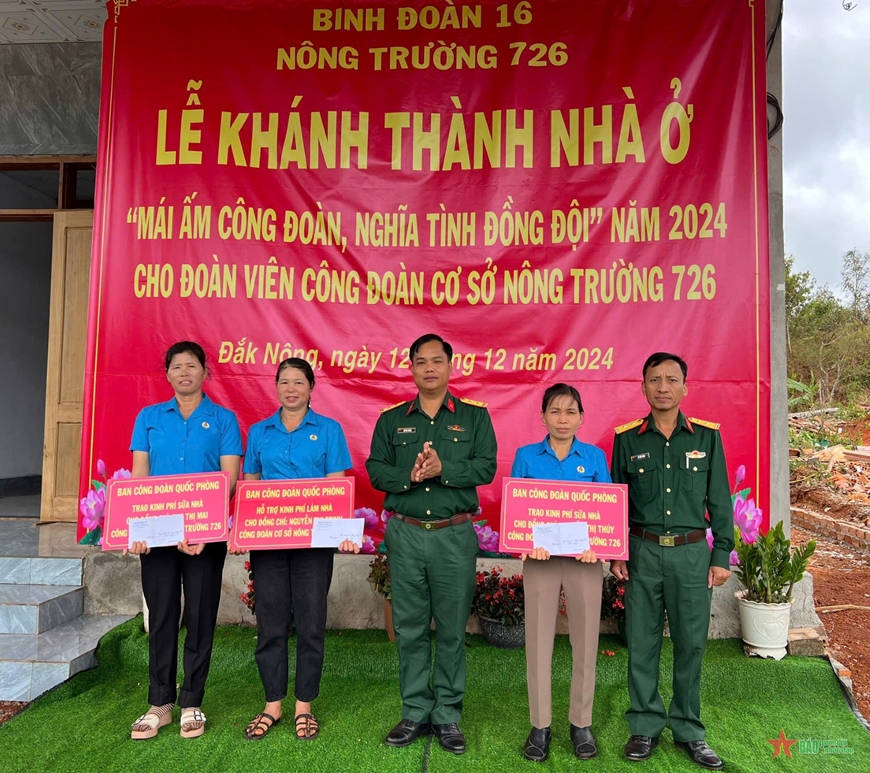 BINH ĐOÀN 16
NÔNG TRƯỜNG 726
LỄ KHÁNH THÀNH NHÀ Ở
“MÁI ẤM CÔNG ĐOÀN, NGHĨA TÌNH ĐỒNG ĐỘI” NĂM 2024
CHO ĐOÀN VIÊN CÔNG ĐOÀN CƠ SỞ NÔNG TRƯỜNG 726
Đắk Nông, ngày 12 12 năm 2024
BAN CÔNG ĐOÀN QUỐC PHÒNG
TRAO KINH PHÍ SỬA NHÀ
THỊ MAI
CÔNG TRƯỜNG 726
BAN CÔNG ĐOÀN QUỐC PHÒNG
HỖ TRỢ KINH PHÍ LÀM NHÀ
CHO ĐỒNG CHÍ: NGUYỄN
CÔNG ĐOÀN CƠ SỞ NÔNG
BAN CÔNG ĐOÀN QUỐC PHÒNG
TRAO KINH PHÍ SỬA NHÀ
CHO THỊ THÚY
CÔNG ĐOÀN TRƯỜNG 726
BÁO